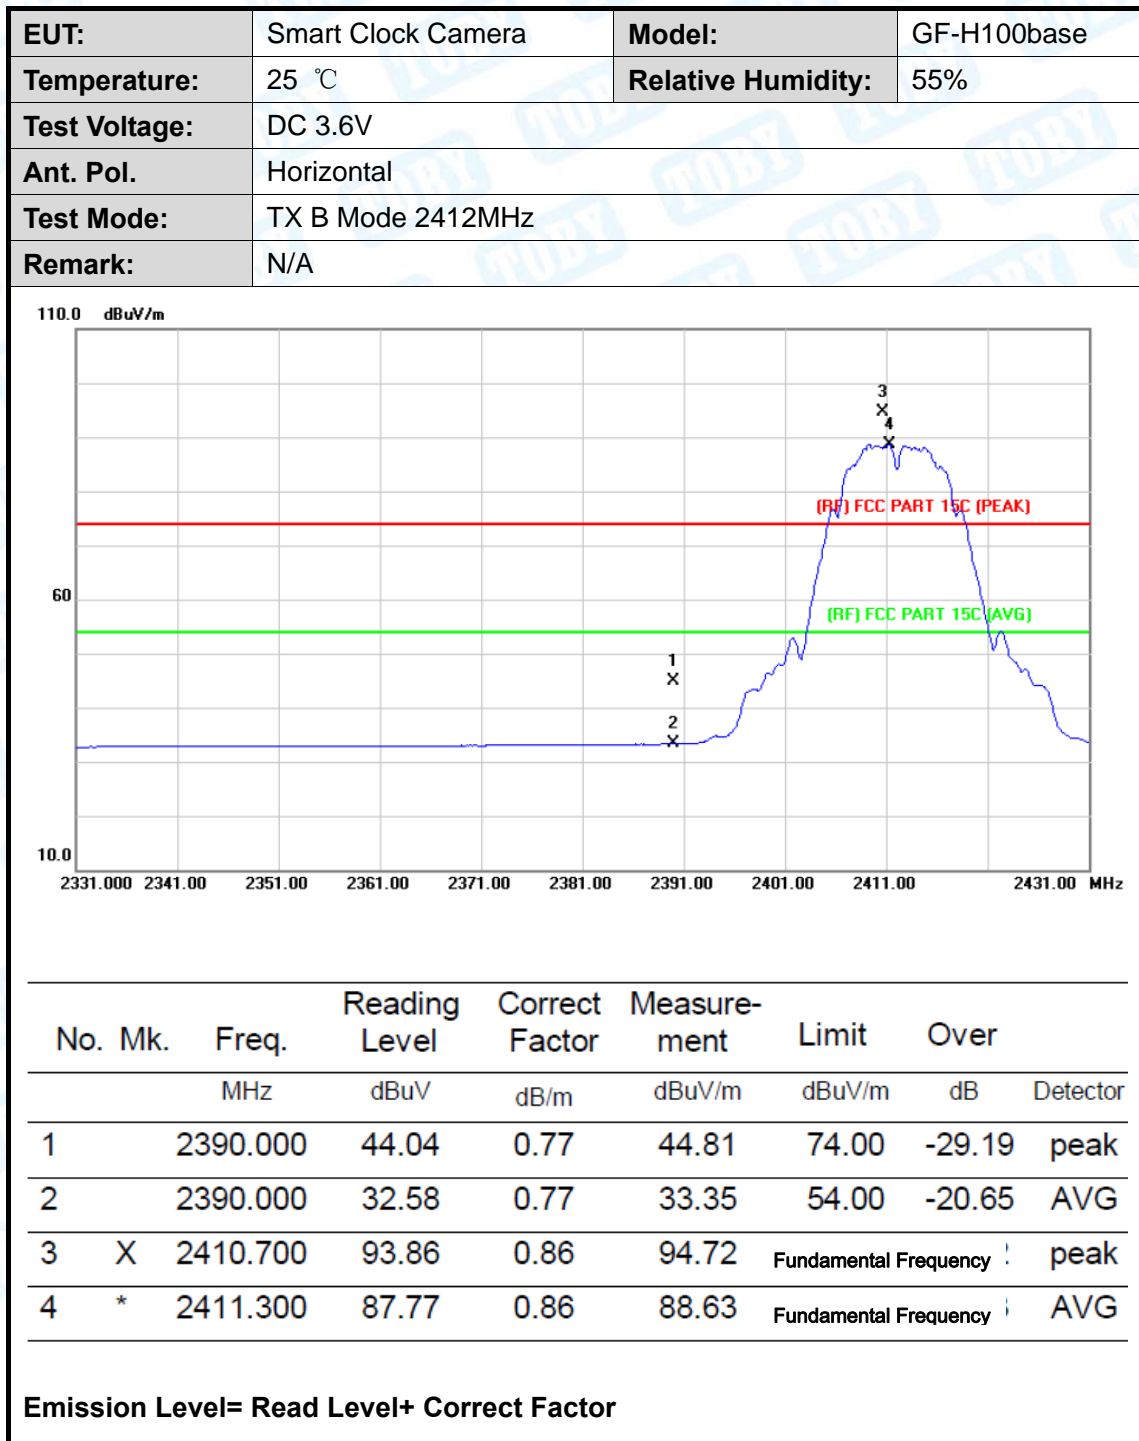 EUT: Smart Clock Camera Model: GF-H100base
Temperature: 25 ℃ Relative Humidity: 55%
Test Voltage: DC 3.6V
Ant. Pol. Horizontal
Test Mode: TX B Mode 2412MHz
Remark: N/A
110.0 dBuV/m
3
X
4
X
(RF) FCC PART 15C (PEAK)
60
(RF) FCC PART 15C (AVG)
1
X
2
X
10.0
2331.000 2341.00 2351.00 2361.00 2371.00 2381.00 2391.00 2401.00 2411.00 2431.00 MHz
No. Mk. Freq. Reading Level Correct Factor Measure-ment Limit Over
MHz dBuV dB/m dBuV/m dBuV/m dB Detector
1 2390.000 44.04 0.77 44.81 74.00 -29.19 peak
2 2390.000 32.58 0.77 33.35 54.00 -20.65 AVG
3 X 2410.700 93.86 0.86 94.72 Fundamental Frequency peak
4 * 2411.300 87.77 0.86 88.63 Fundamental Frequency AVG
Emission Level= Read Level+ Correct Factor
TOBY